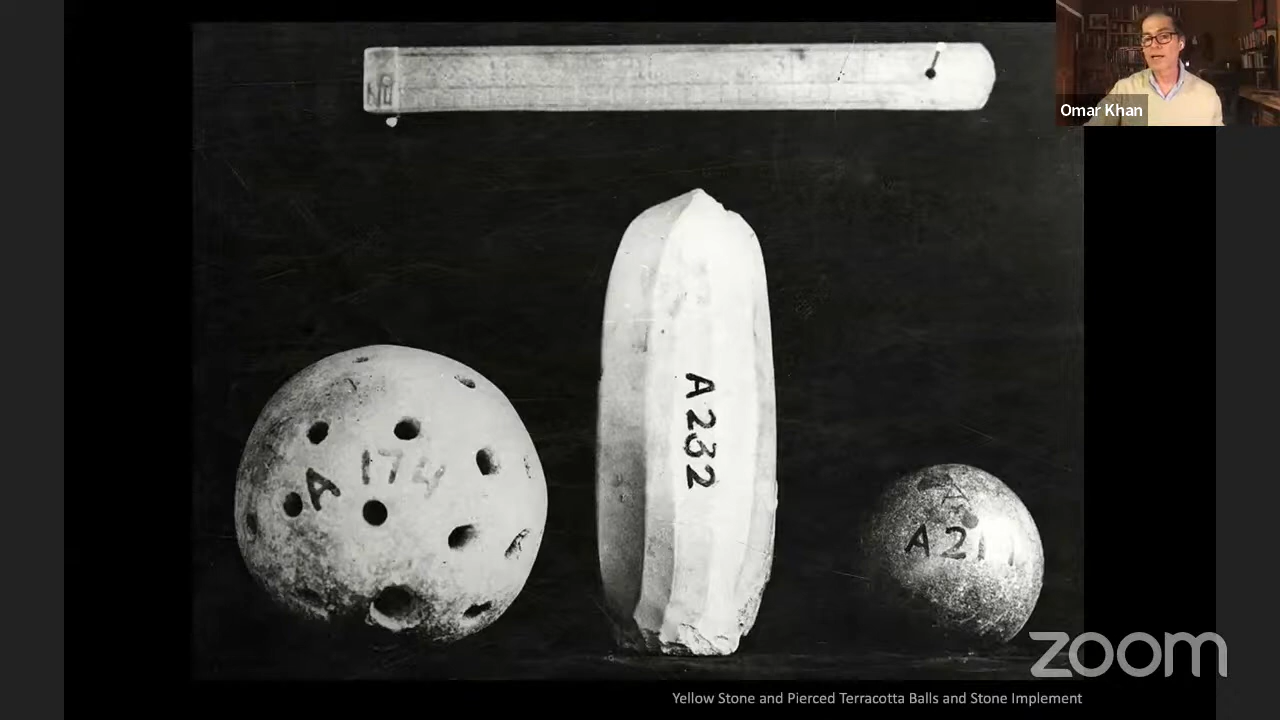 Omar Khan
A 174
A 232
A
A 211
zoom
Yellow Stone and Pierced Terracotta Balls and Stone Implement